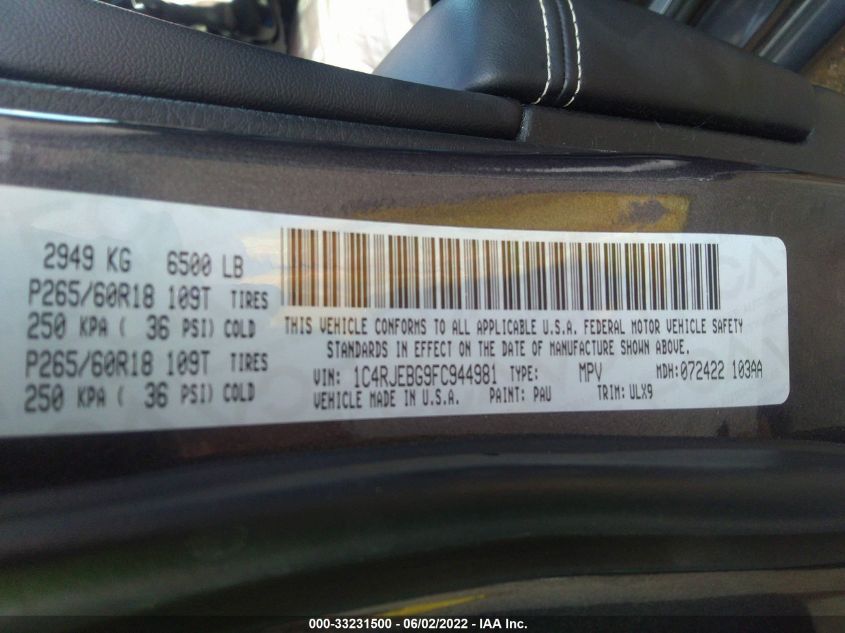 2949 KG 6500 LB
P265/60R18 109T TIRES
250 KPA ( 36 PSI) COLD
P265/60R18 109T TIRES
250 KPA ( 36 PSI) COLD
THIS VEHICLE CONFORMS TO ALL APPLICABLE U.S.A. FEDERAL MOTOR VEHICLE SAFETY
STANDARDS IN EFFECT ON THE DATE OF MANUFACTURE SHOWN ABOVE.
VIN: 1C4RJEBG9FC944981 TYPE: MPV MDH: 072422 103AA
VEHICLE MADE IN U.S.A. PAINT: PAU TRIM: ULX9
000-33231500 - 06/02/2022 - IAA Inc.